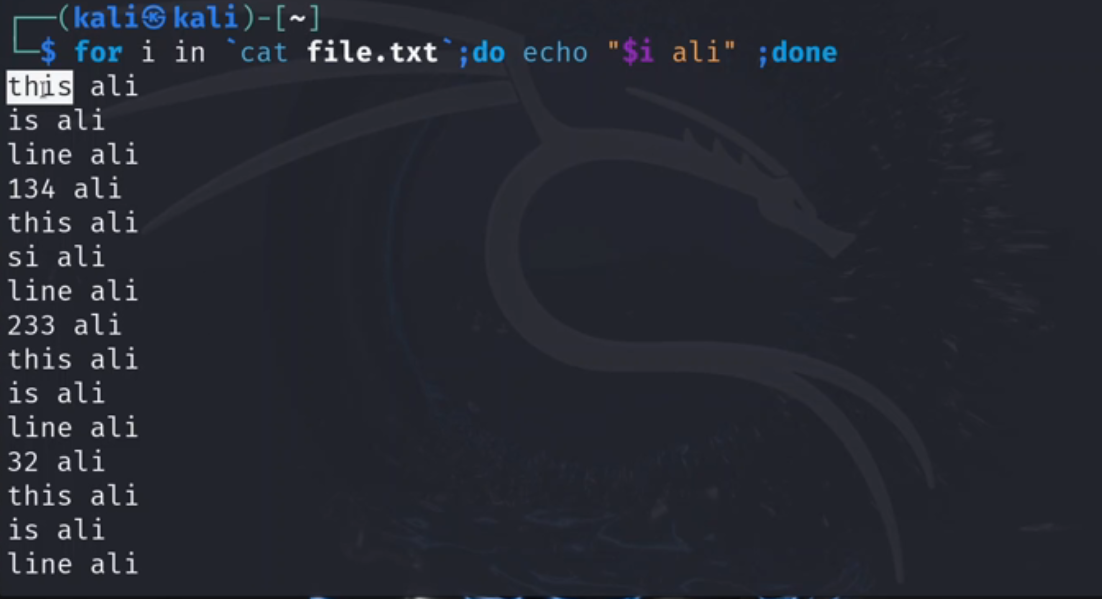 (kali㉿kali)-[~]
$ for i in `cat file.txt`;do echo "$i ali" ;done
this ali
is ali
line ali
134 ali
this ali
si ali
line ali
233 ali
this ali
is ali
line ali
32 ali
this ali
is ali
line ali